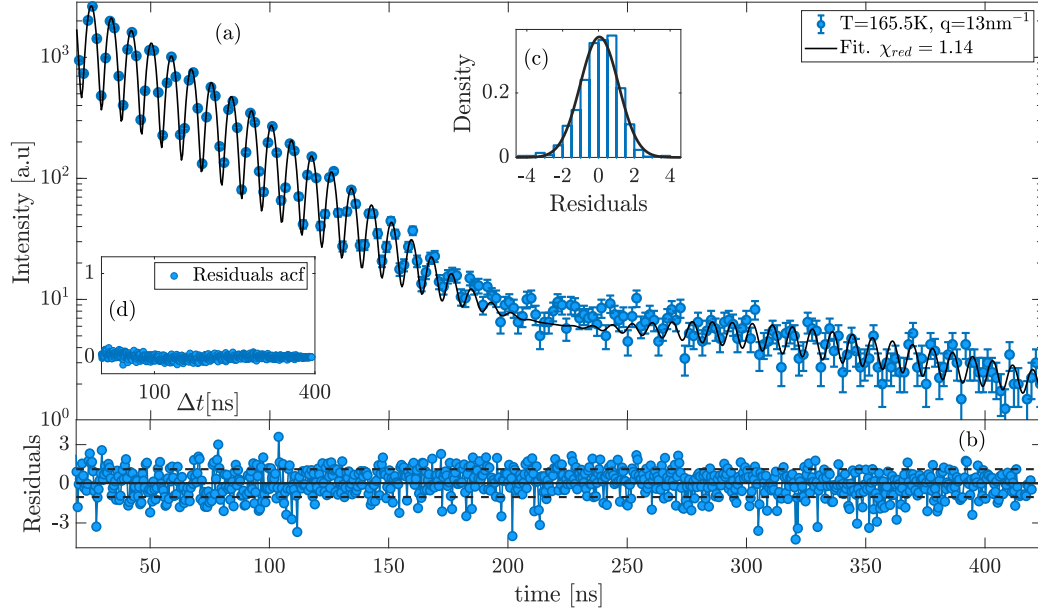 (a)
T=165.5K, q=13nm⁻¹
Fit. χ_red = 1.14
Intensity [a.u]
10³
10²
10¹
10⁰
(c)
Density
0.2
0
-4 -2 0 2 4
Residuals
Residuals acf
(d)
1
0
100 400
Δt[ns]
(b)
Residuals
3
0
-3
50 100 150 200 250 300 350 400
time [ns]